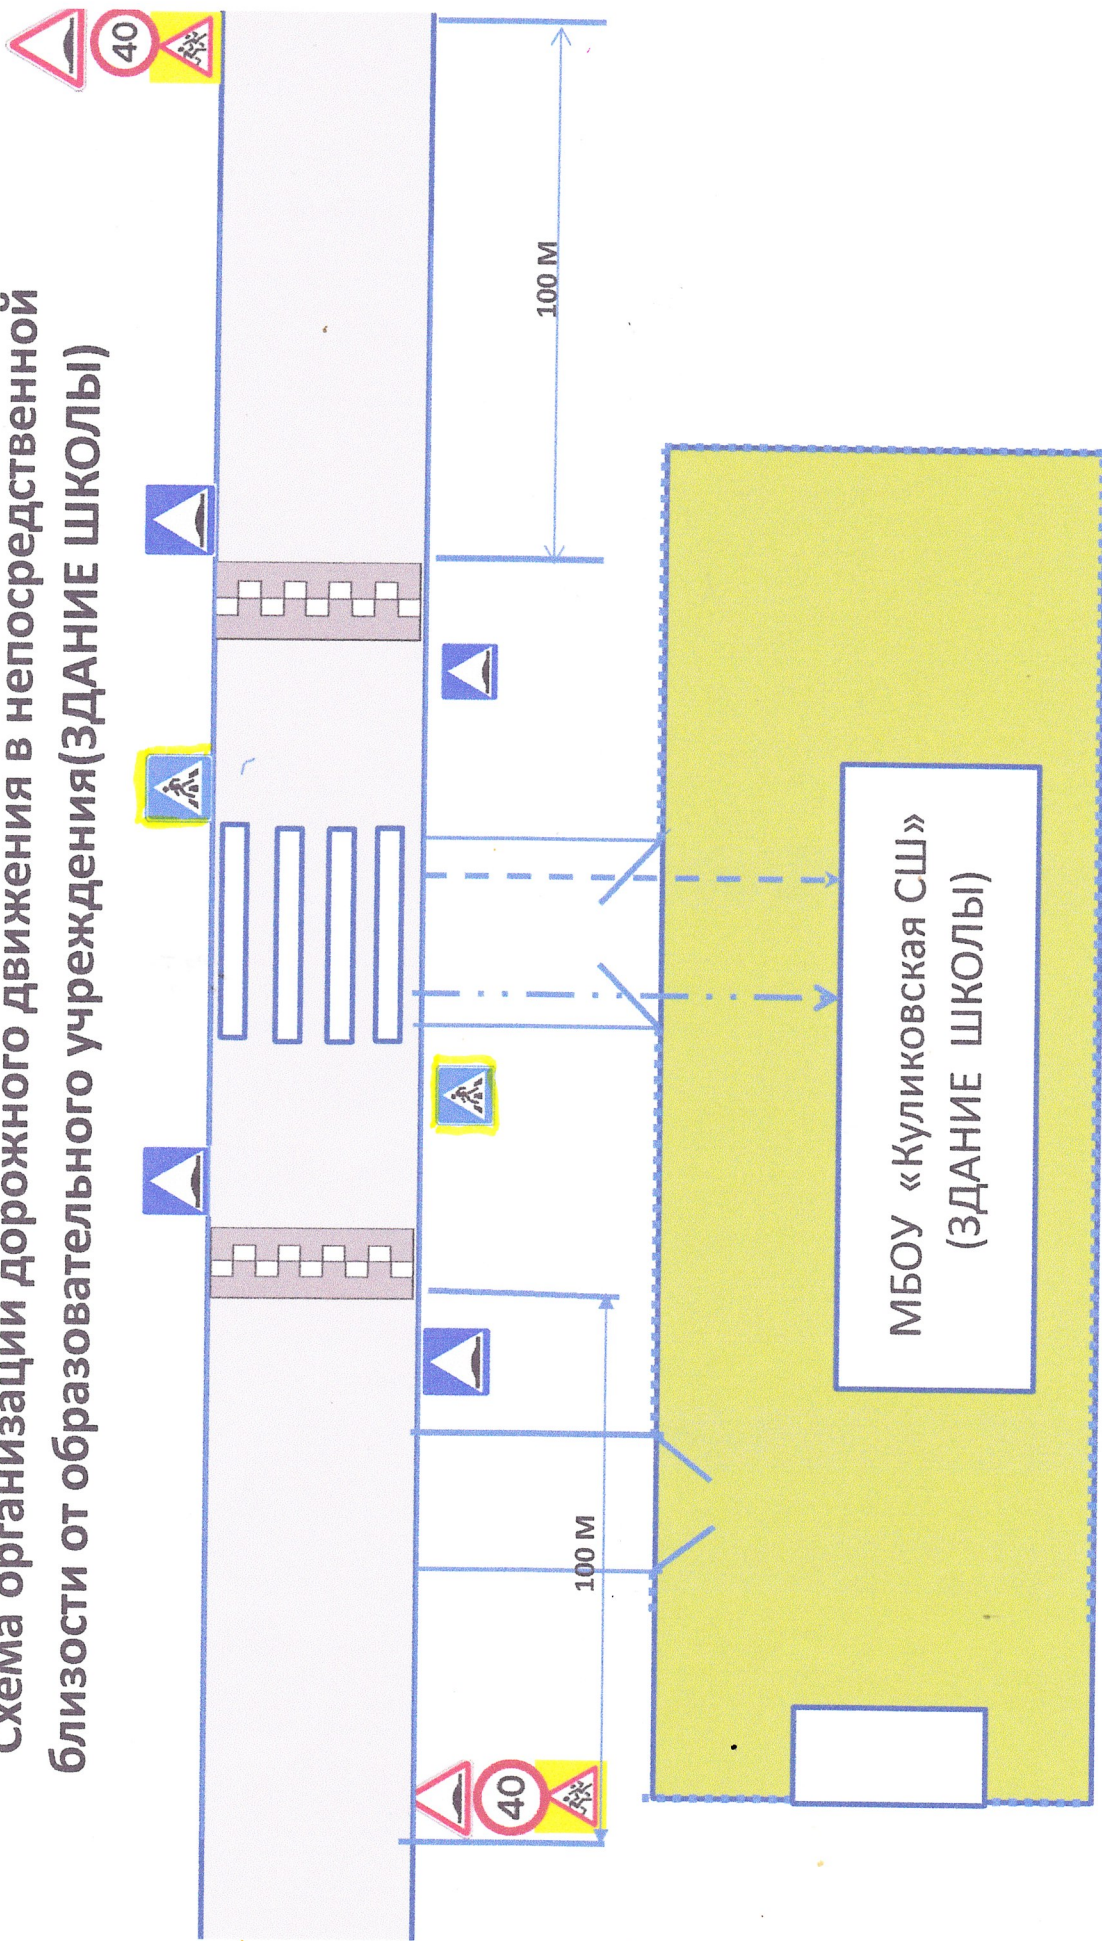 Схема организации дорожного движения в непосредственной
близости от образовательного учреждения(ЗДАНИЕ ШКОЛЫ)
40
100 М
100 М
40
МБОУ «Куликовская СШ»
(ЗДАНИЕ ШКОЛЫ)